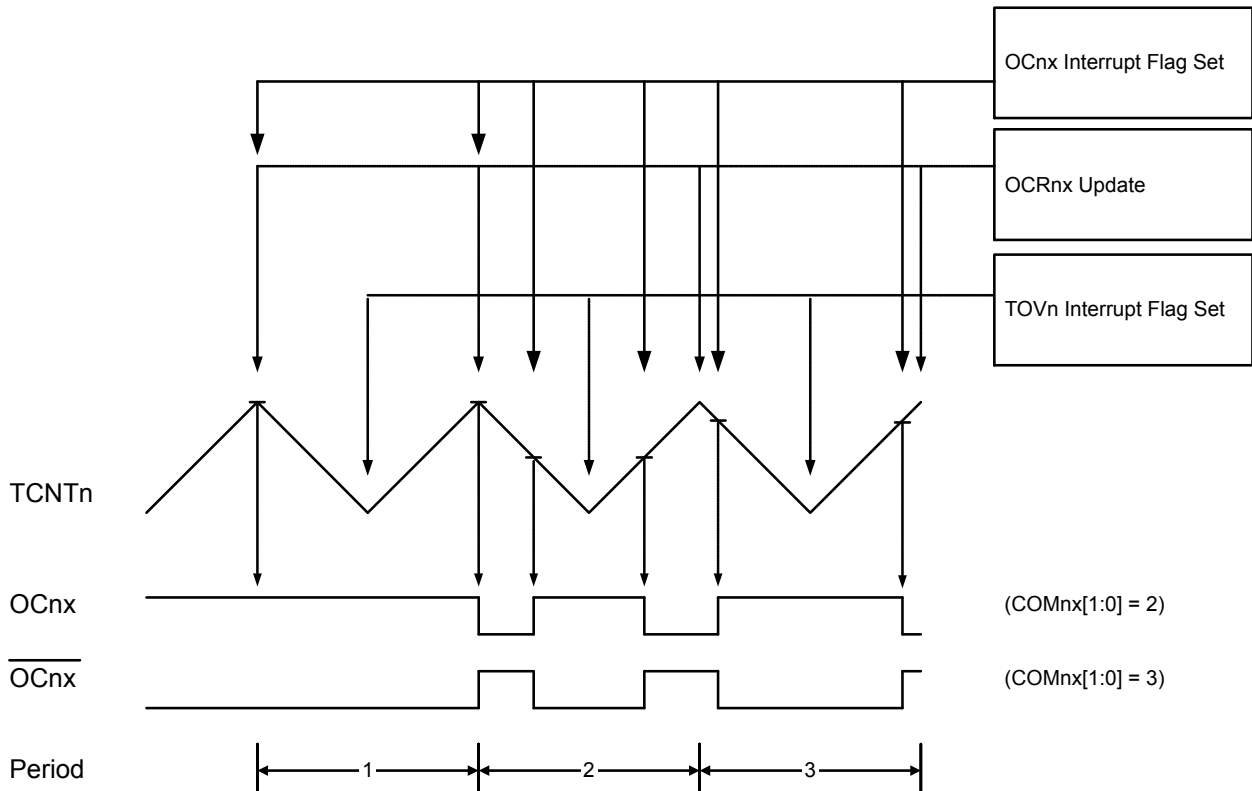 OCnx Interrupt Flag Set
OCRnx Update
TOVn Interrupt Flag Set
TCNTn
OCnx
(COMnx[1:0] = 2)
OCnx
(COMnx[1:0] = 3)
Period
1
2
3